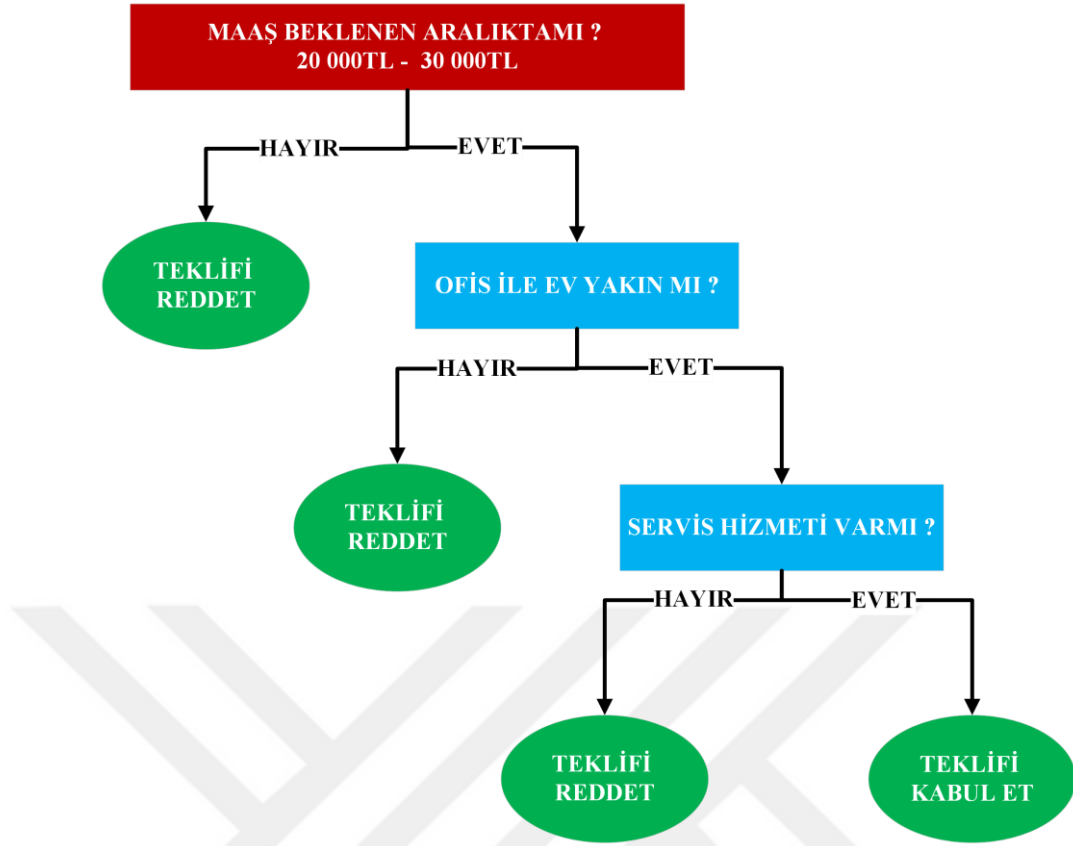 MAAŞ BEKLENEN ARALIKTAMI ?
20 000TL - 30 000TL
HAYIR
EVET
TEKLİFİ
REDDET
OFİS İLE EV YAKIN MI ?
HAYIR
EVET
TEKLİFİ
REDDET
SERVİS HİZMETİ VARMI ?
HAYIR
EVET
TEKLİFİ
REDDET
TEKLİFİ
KABUL ET